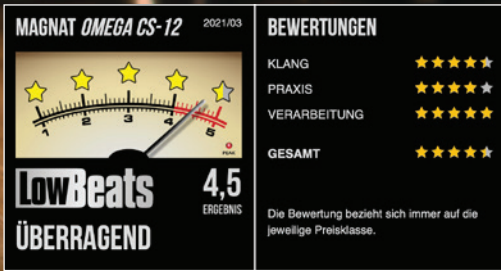 MAGNAT OMEGA CS-12 2021/03
1 2 3 4 5
PEAK
LowBeats
4,5
ERGEBNIS
ÜBERRAGEND
BEWERTUNGEN
KLANG
PRAXIS
VERARBEITUNG
GESAMT
Die Bewertung bezieht sich immer auf die
jeweilige Preisklasse.